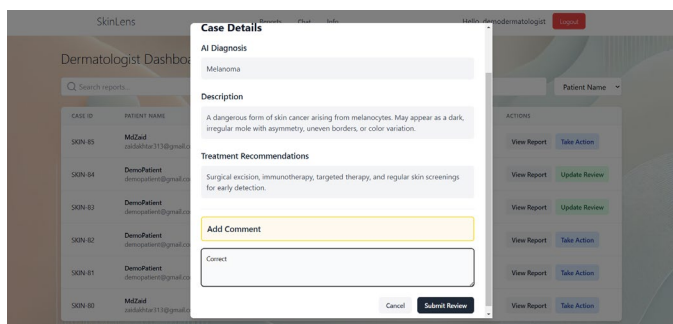 SkinLens
Reports Chat Info
Hello, demodermatologist
Logout
Dermatologist Dashboa
Search reports...
Patient Name
CASE ID
PATIENT NAME
ACTIONS
SKIN-85
MdZaid
zaidakhtar313@gmail.co
View Report
Take Action
SKIN-84
DemoPatient
demopatient@gmail.co
View Report
Update Review
SKIN-83
DemoPatient
demopatient@gmail.co
View Report
Update Review
SKIN-82
DemoPatient
demopatient@gmail.co
View Report
Take Action
SKIN-81
DemoPatient
demopatient@gmail.co
View Report
Take Action
SKIN-80
MdZaid
zaidakhtar313@gmail.c
View Report
Take Action
Case Details
AI Diagnosis
Melanoma
Description
A dangerous form of skin cancer arising from melanocytes. May appear as a dark,
irregular mole with asymmetry, uneven borders, or color variation.
Treatment Recommendations
Surgical excision, immunotherapy, targeted therapy, and regular skin screenings
for early detection.
Add Comment
Correct
Cancel
Submit Review